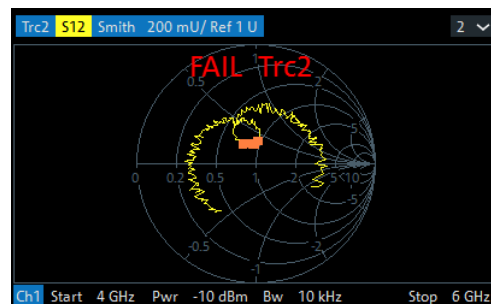 Trc2 S12 Smith 200 mU/ Ref 1 U 2
FAIL Trc2
1
0.5 2
5
0 0.2 0.5 1 2 5 10
-5
-0.5 -2
-1
Ch1 Start 4 GHz Pwr -10 dBm Bw 10 kHz Stop 6 GHz